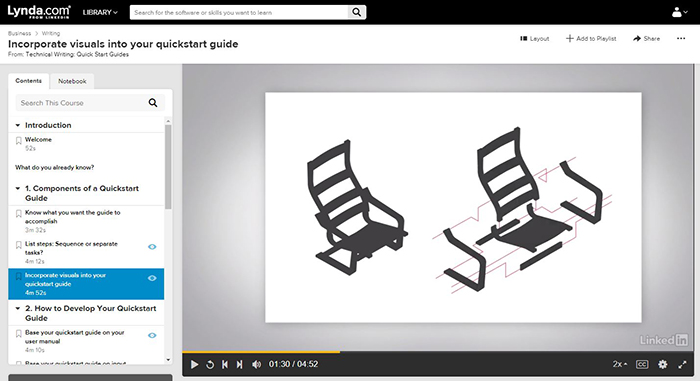 Lynda.com
FROM LINKEDIN
LIBRARY
Search for the software or skills you want to learn
Business > Writing
Incorporate visuals into your quickstart guide
From: Technical Writing: Quick Start Guides
Layout
Add to Playlist
Share
Contents
Notebook
Search This Course
Introduction
Welcome
52s
What do you already know?
1. Components of a Quickstart
Guide
Know what you want the guide to
accomplish
3m 32s
List steps: Sequence or separate
tasks?
4m 12s
Incorporate visuals into your
quickstart guide
4m 52s
2. How to Develop Your Quickstart
Guide
Base your quickstart guide on your
user manual
4m 10s
Base your quickstart guide on input
LinkedIn
01:30 / 04:52
2x
CC